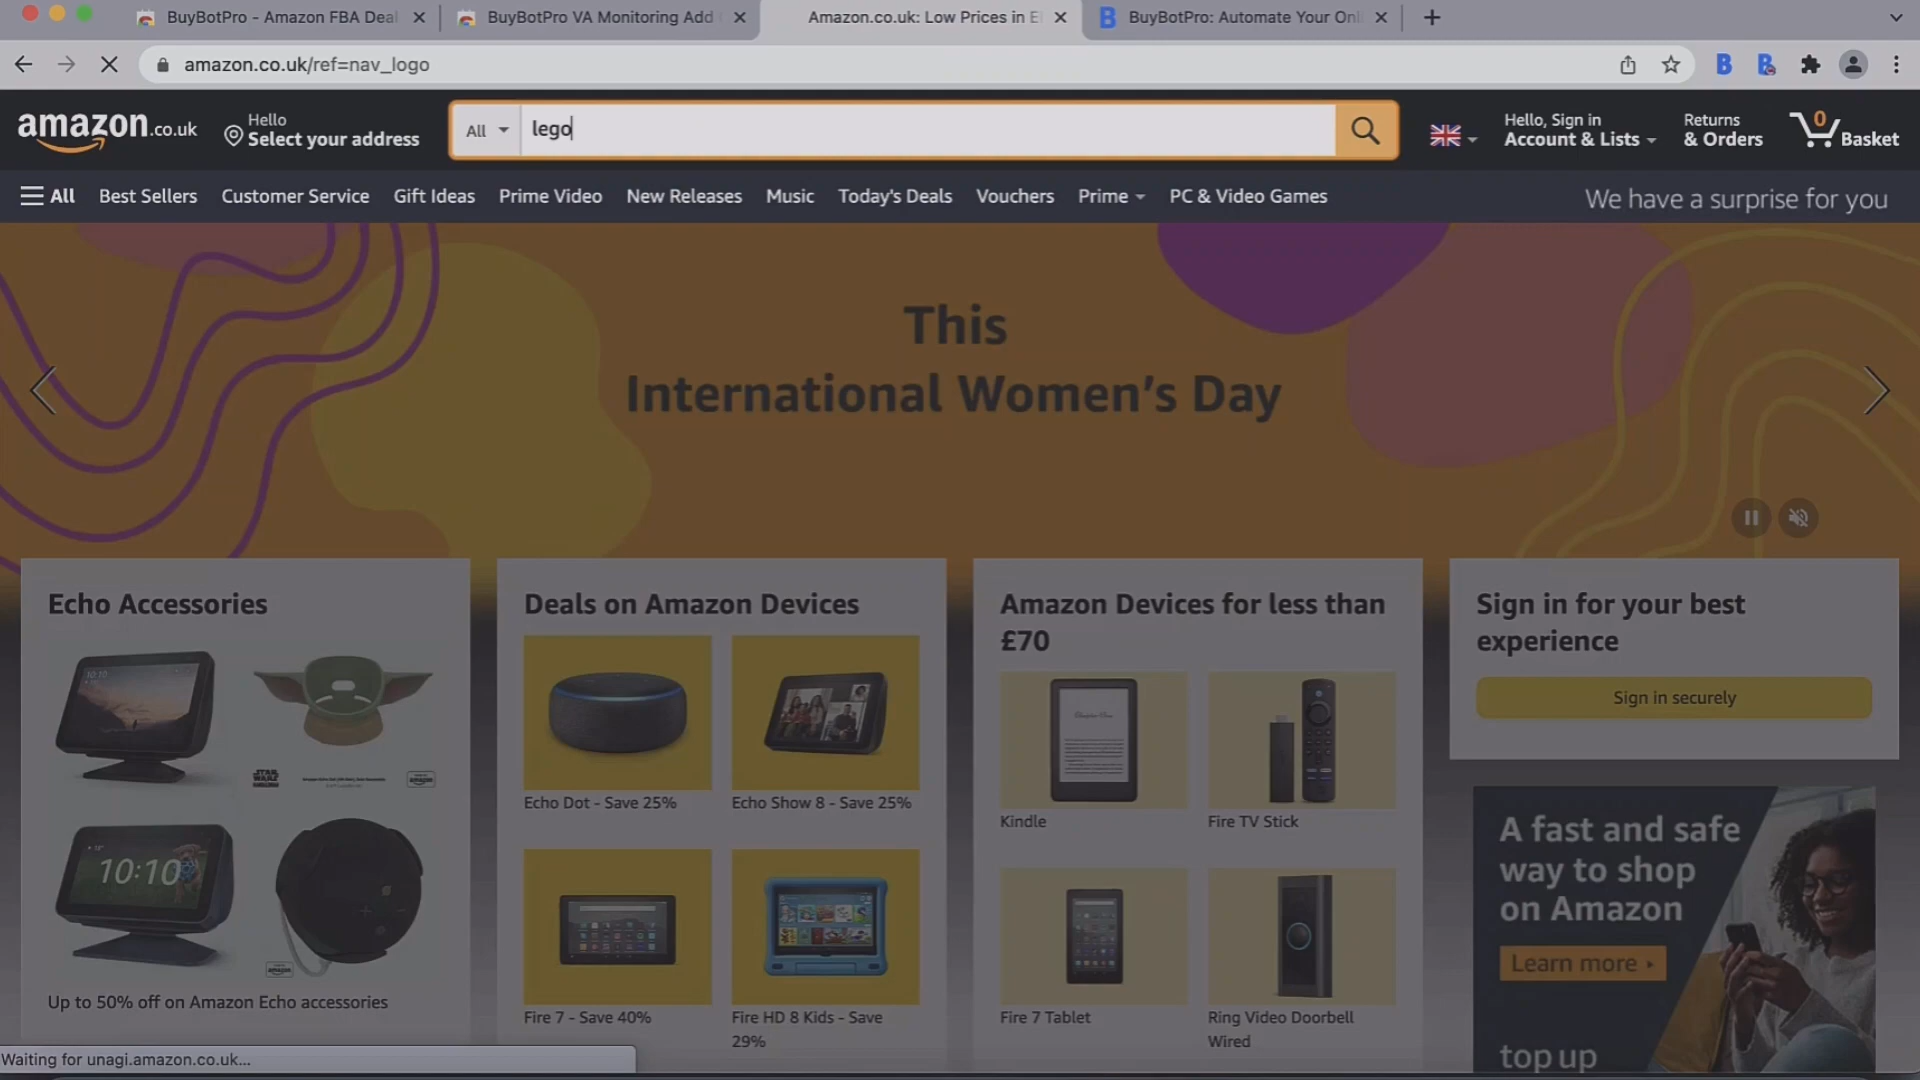 BuyBotPro - Amazon FBA Deal
BuyBotPro VA Monitoring Add
Amazon.co.uk: Low Prices in E
BuyBotPro: Automate Your Onl
amazon.co.uk/ref=nav_logo
amazon.co.uk
Hello
Select your address
All
lego
Hello, Sign in
Account & Lists
Returns
& Orders
0
Basket
All
Best Sellers
Customer Service
Gift Ideas
Prime Video
New Releases
Music
Today's Deals
Vouchers
Prime
PC & Video Games
We have a surprise for you
This
International Women's Day
Echo Accessories
10:10
STAR WARS
10:10
Up to 50% off on Amazon Echo accessories
Deals on Amazon Devices
Echo Dot - Save 25%
Echo Show 8 - Save 25%
Fire 7 - Save 40%
Fire HD 8 Kids - Save
29%
Amazon Devices for less than
£70
Kindle
Fire TV Stick
Fire 7 Tablet
Ring Video Doorbell
Wired
Sign in for your best
experience
Sign in securely
A fast and safe
way to shop
on Amazon
Learn more
top up
Waiting for unagi.amazon.co.uk...